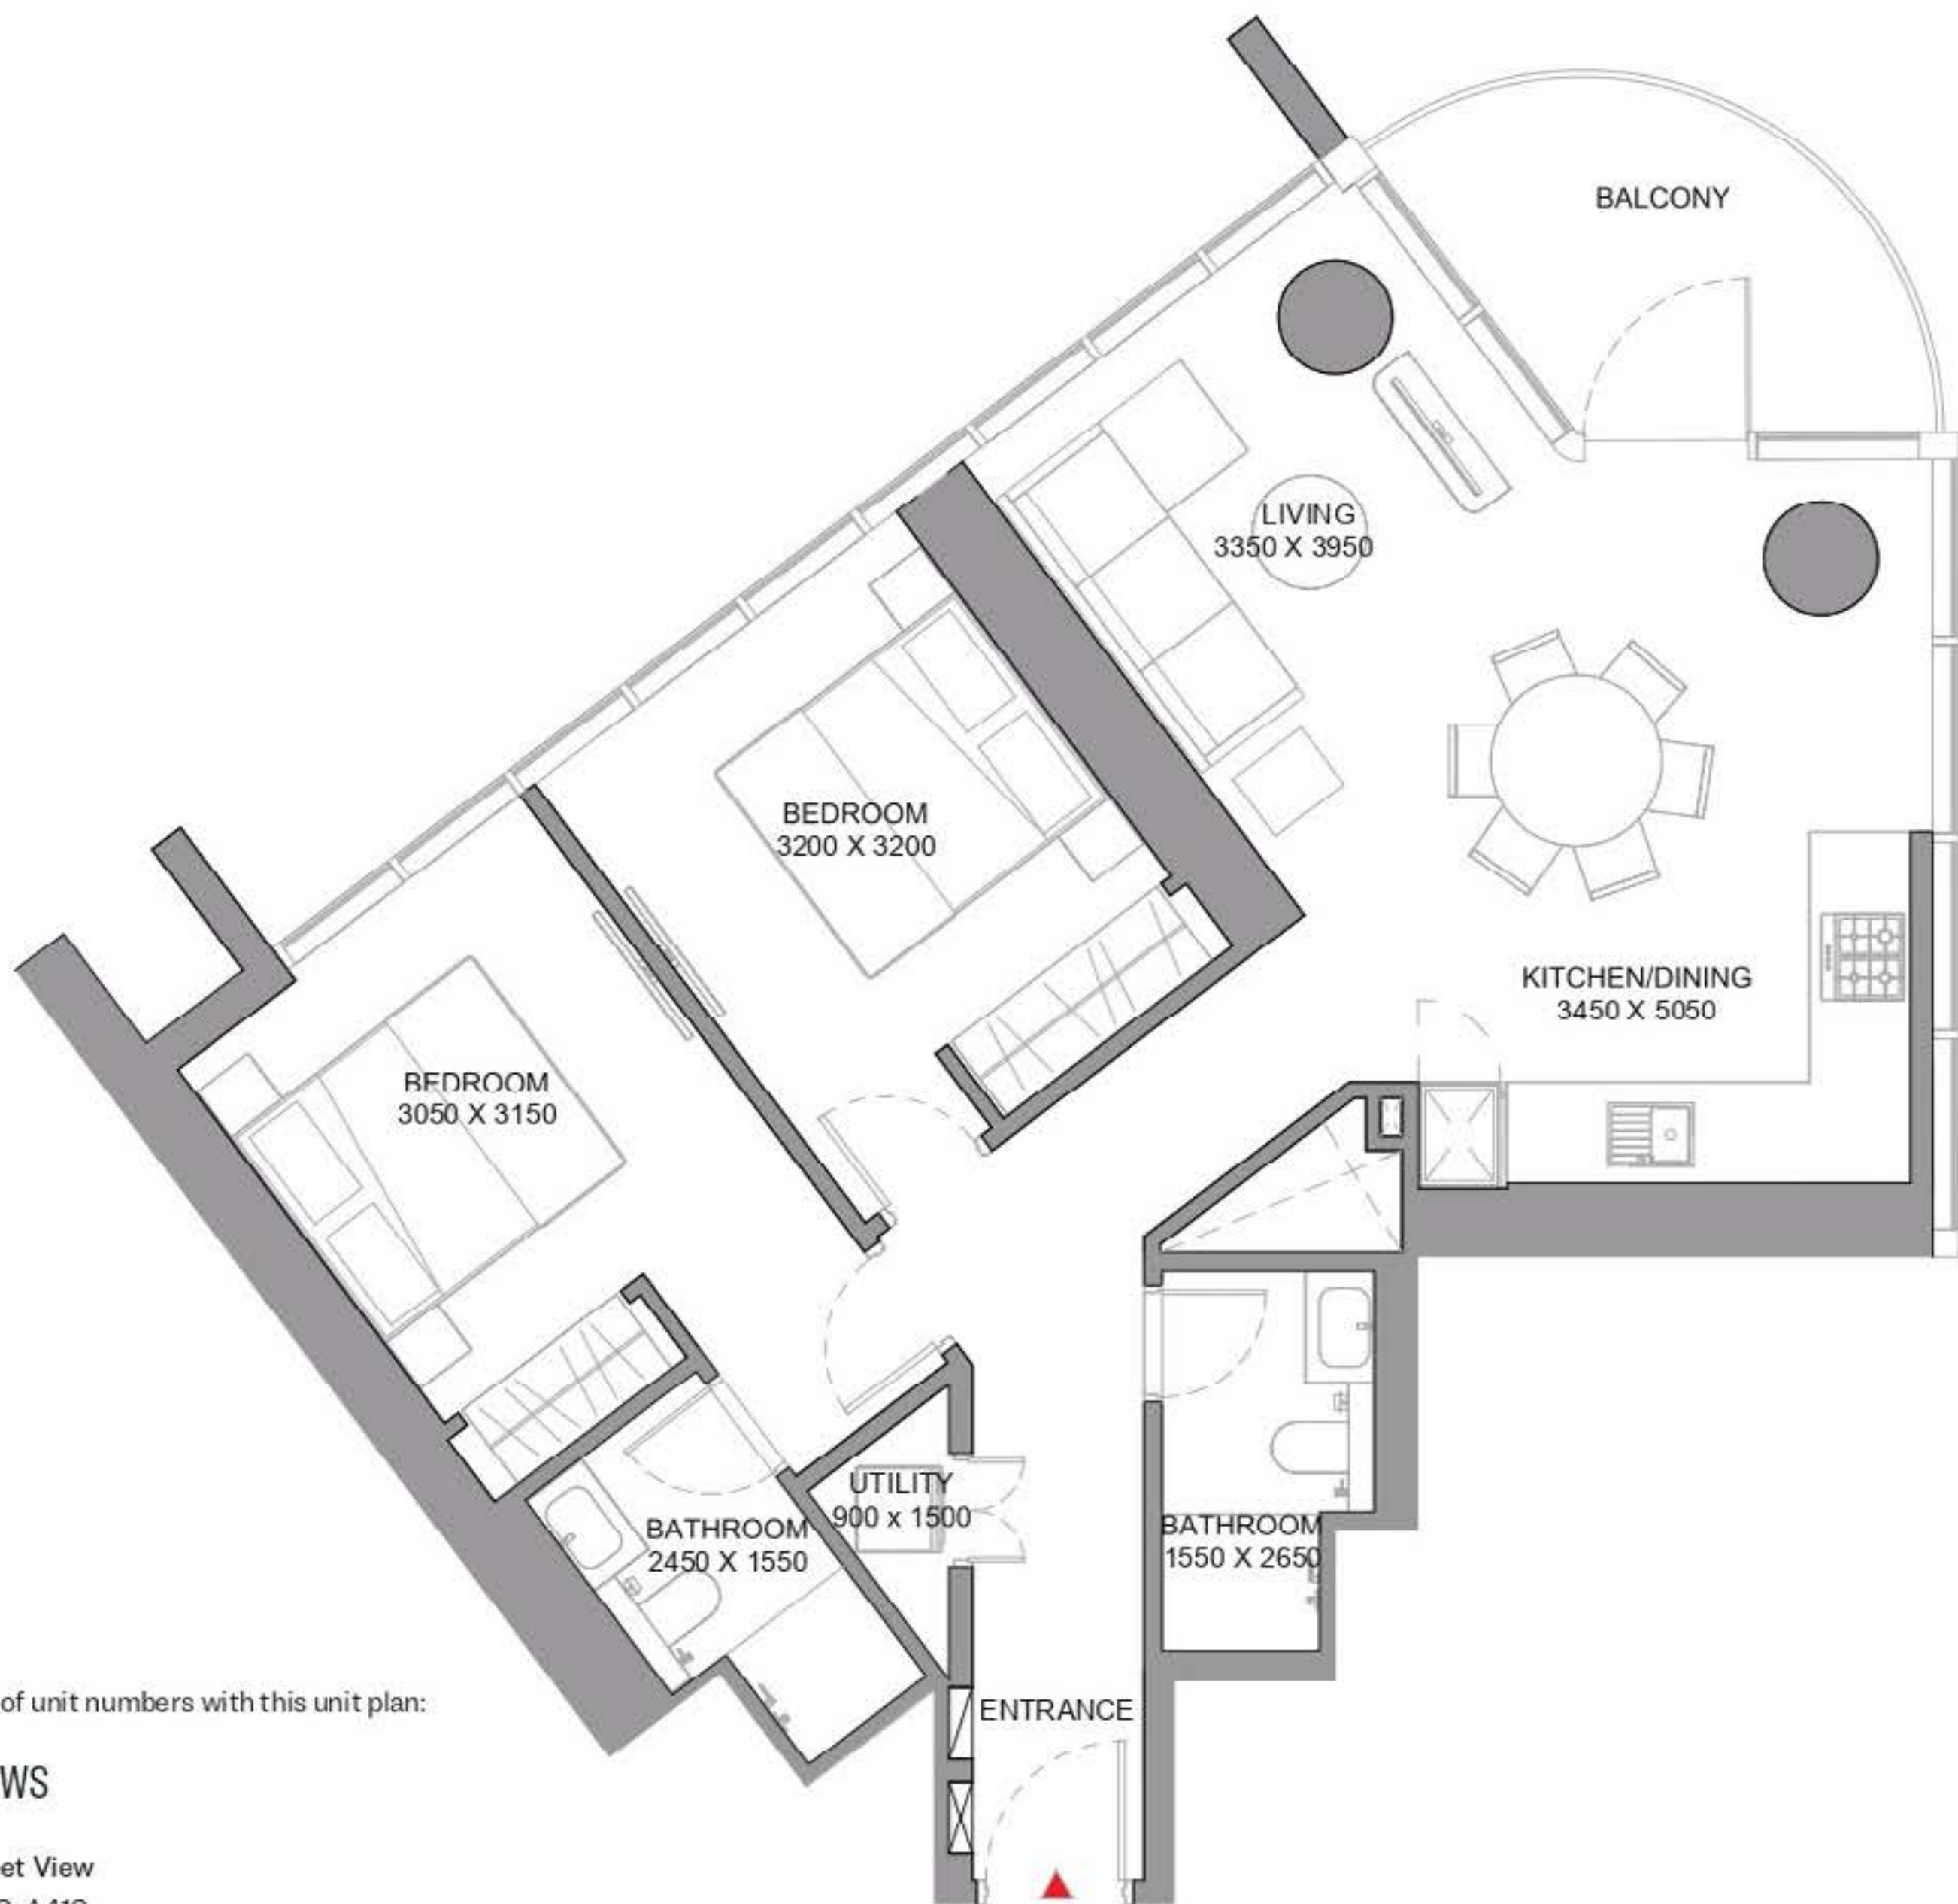 BALCONY
LIVING
3350 X 3950
BEDROOM
3200 X 3200
KITCHEN/DINING
3450 X 5050
BEDROOM
3050 X 3150
UTILITY
900 x 1500
BATHROOM
2450 X 1550
BATHROOM
1550 X 2650
ENTRANCE
of unit numbers with this unit plan:
WS
et View